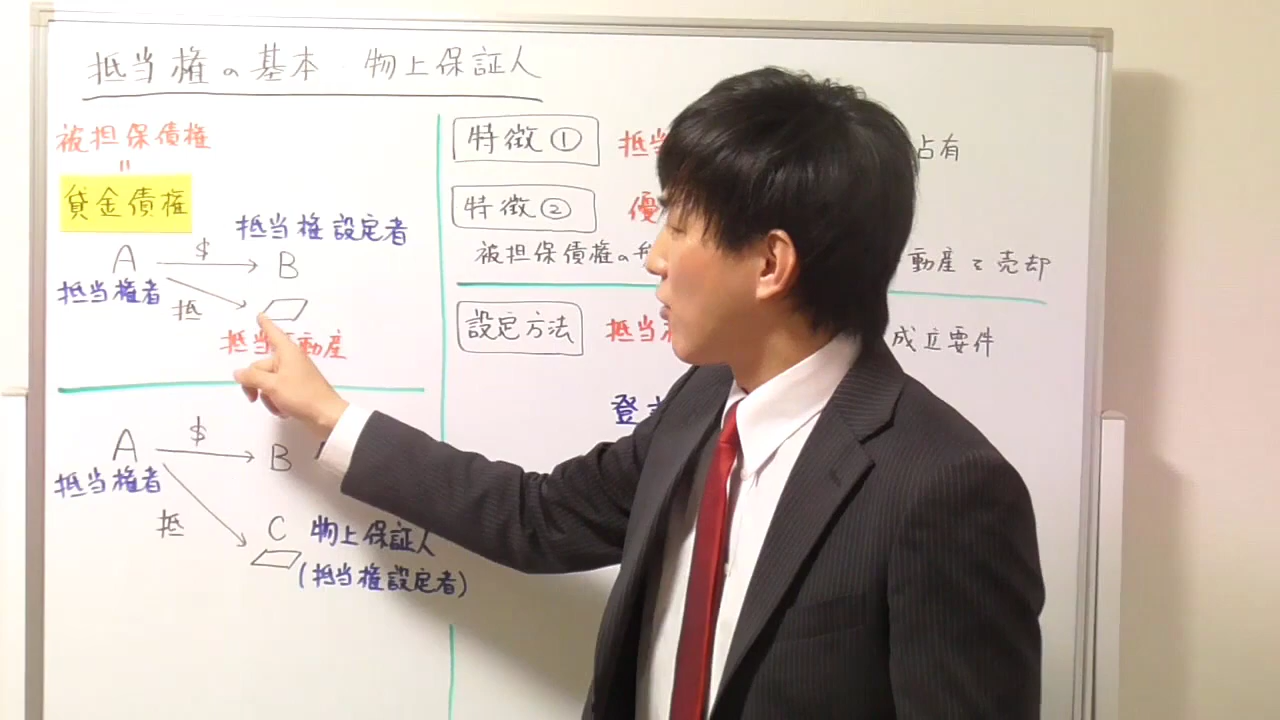 抵当権の基本・物上保証人
被担保債権
=
貸金債権
抵当権設定者
A $ B
抵当権者
抵
抵当 動産
A $ B
抵当権者
抵
C 物上保証人
(抵当権設定者)
特徴① 抵当 占有
特徴② 優
被担保債権の 動産を売却
設定方法 抵当 成立要件
登